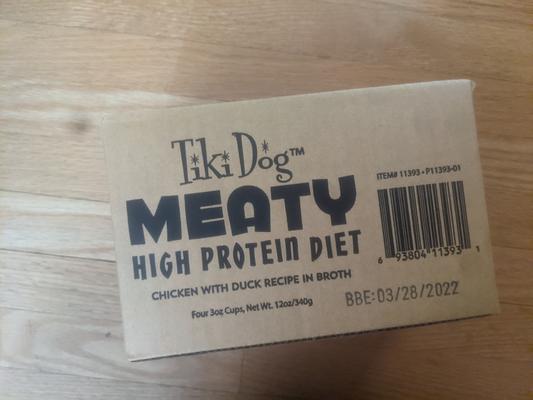 Tiki Dog™
MEATY
HIGH PROTEIN DIET
CHICKEN WITH DUCK RECIPE IN BROTH
Four 3oz Cups, Net Wt. 12oz/340g
ITEM# 11393 • P11393-01
6 93804 11393 1
BBE:03/28/2022